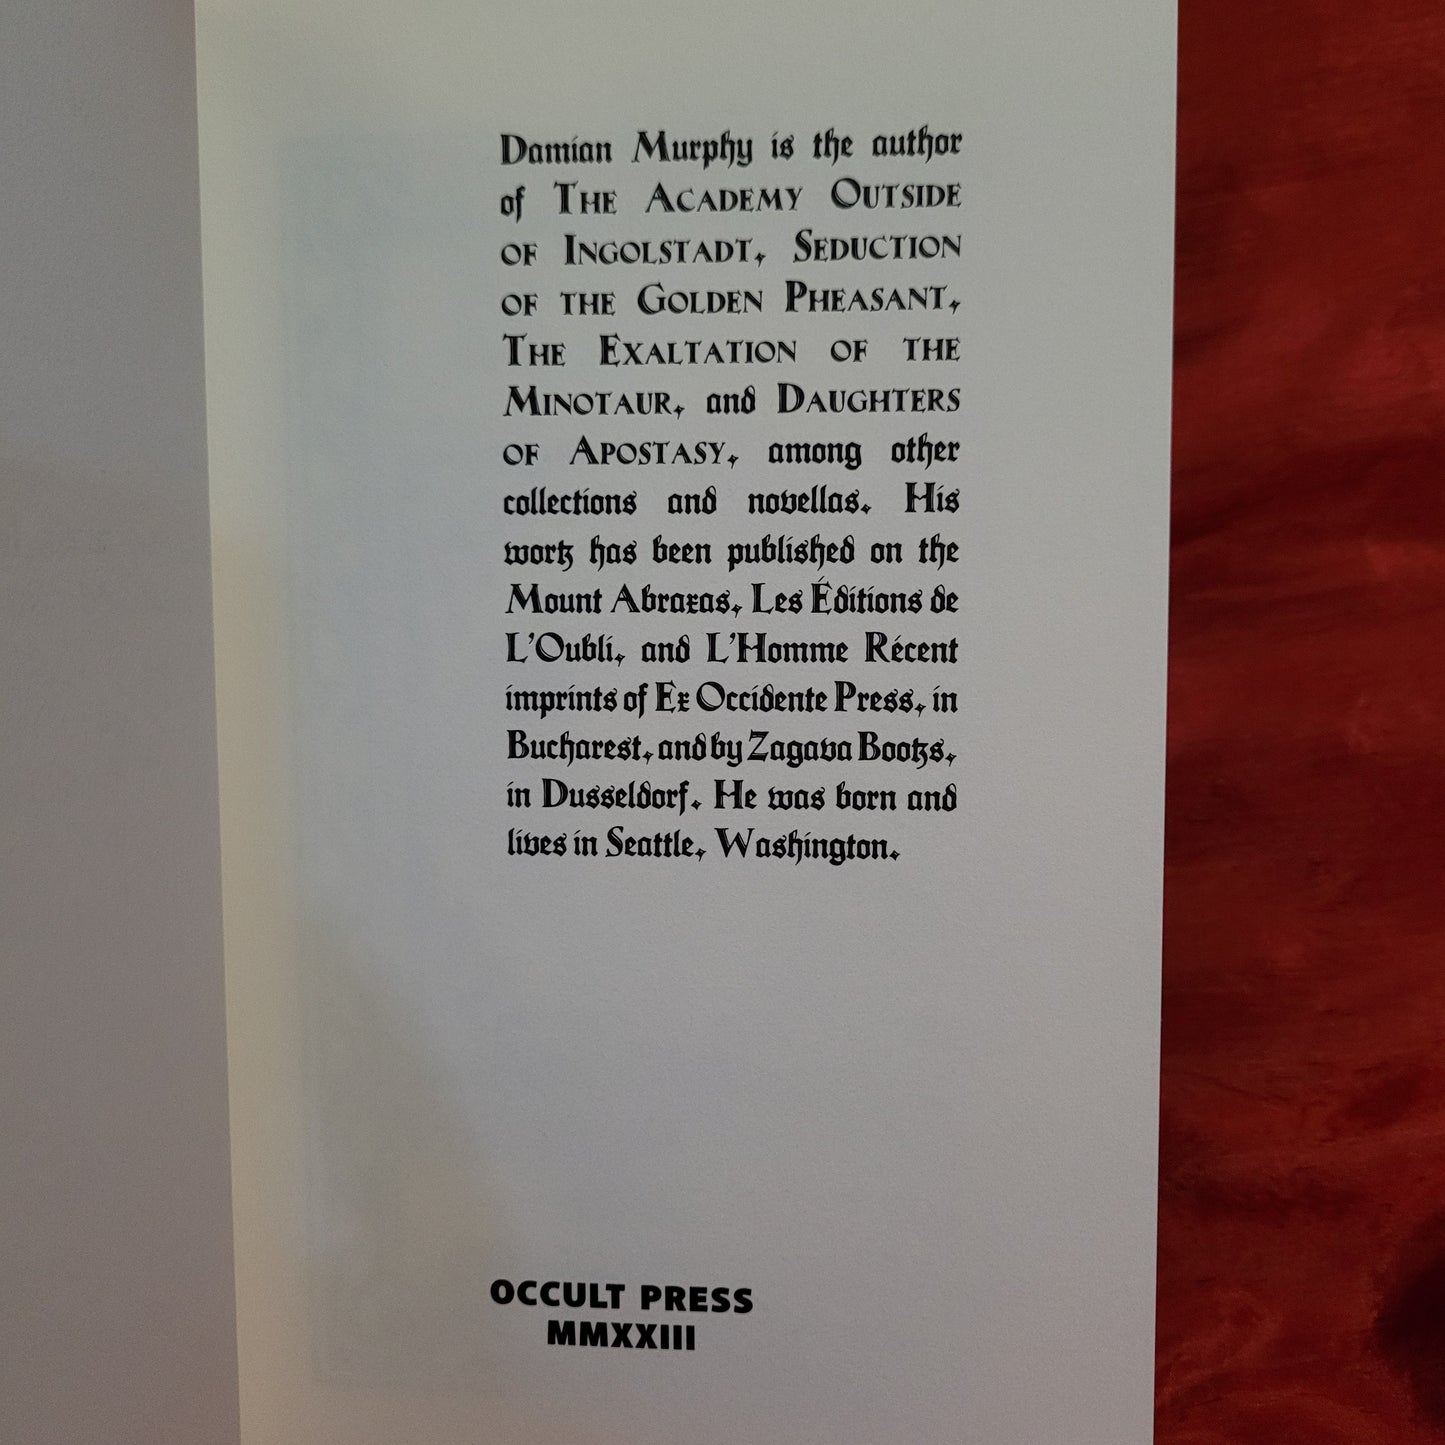 Damian Murphy is the author
of The Academy Outside
of Ingolstadt, Seduction
of the Golden Pheasant,
The Exaltation of the
Minotaur, and Daughters
of Apostasy, among other
collections and novellas. His
work has been published on the
Mount Abraxas, Les Éditions de
L'Oubli, and L'Homme Récent
imprints of Ex Occidente Press, in
Bucharest, and by Zagava Books,
in Dusseldorf. He was born and
lives in Seattle, Washington.
OCCULT PRESS
MMXXIII